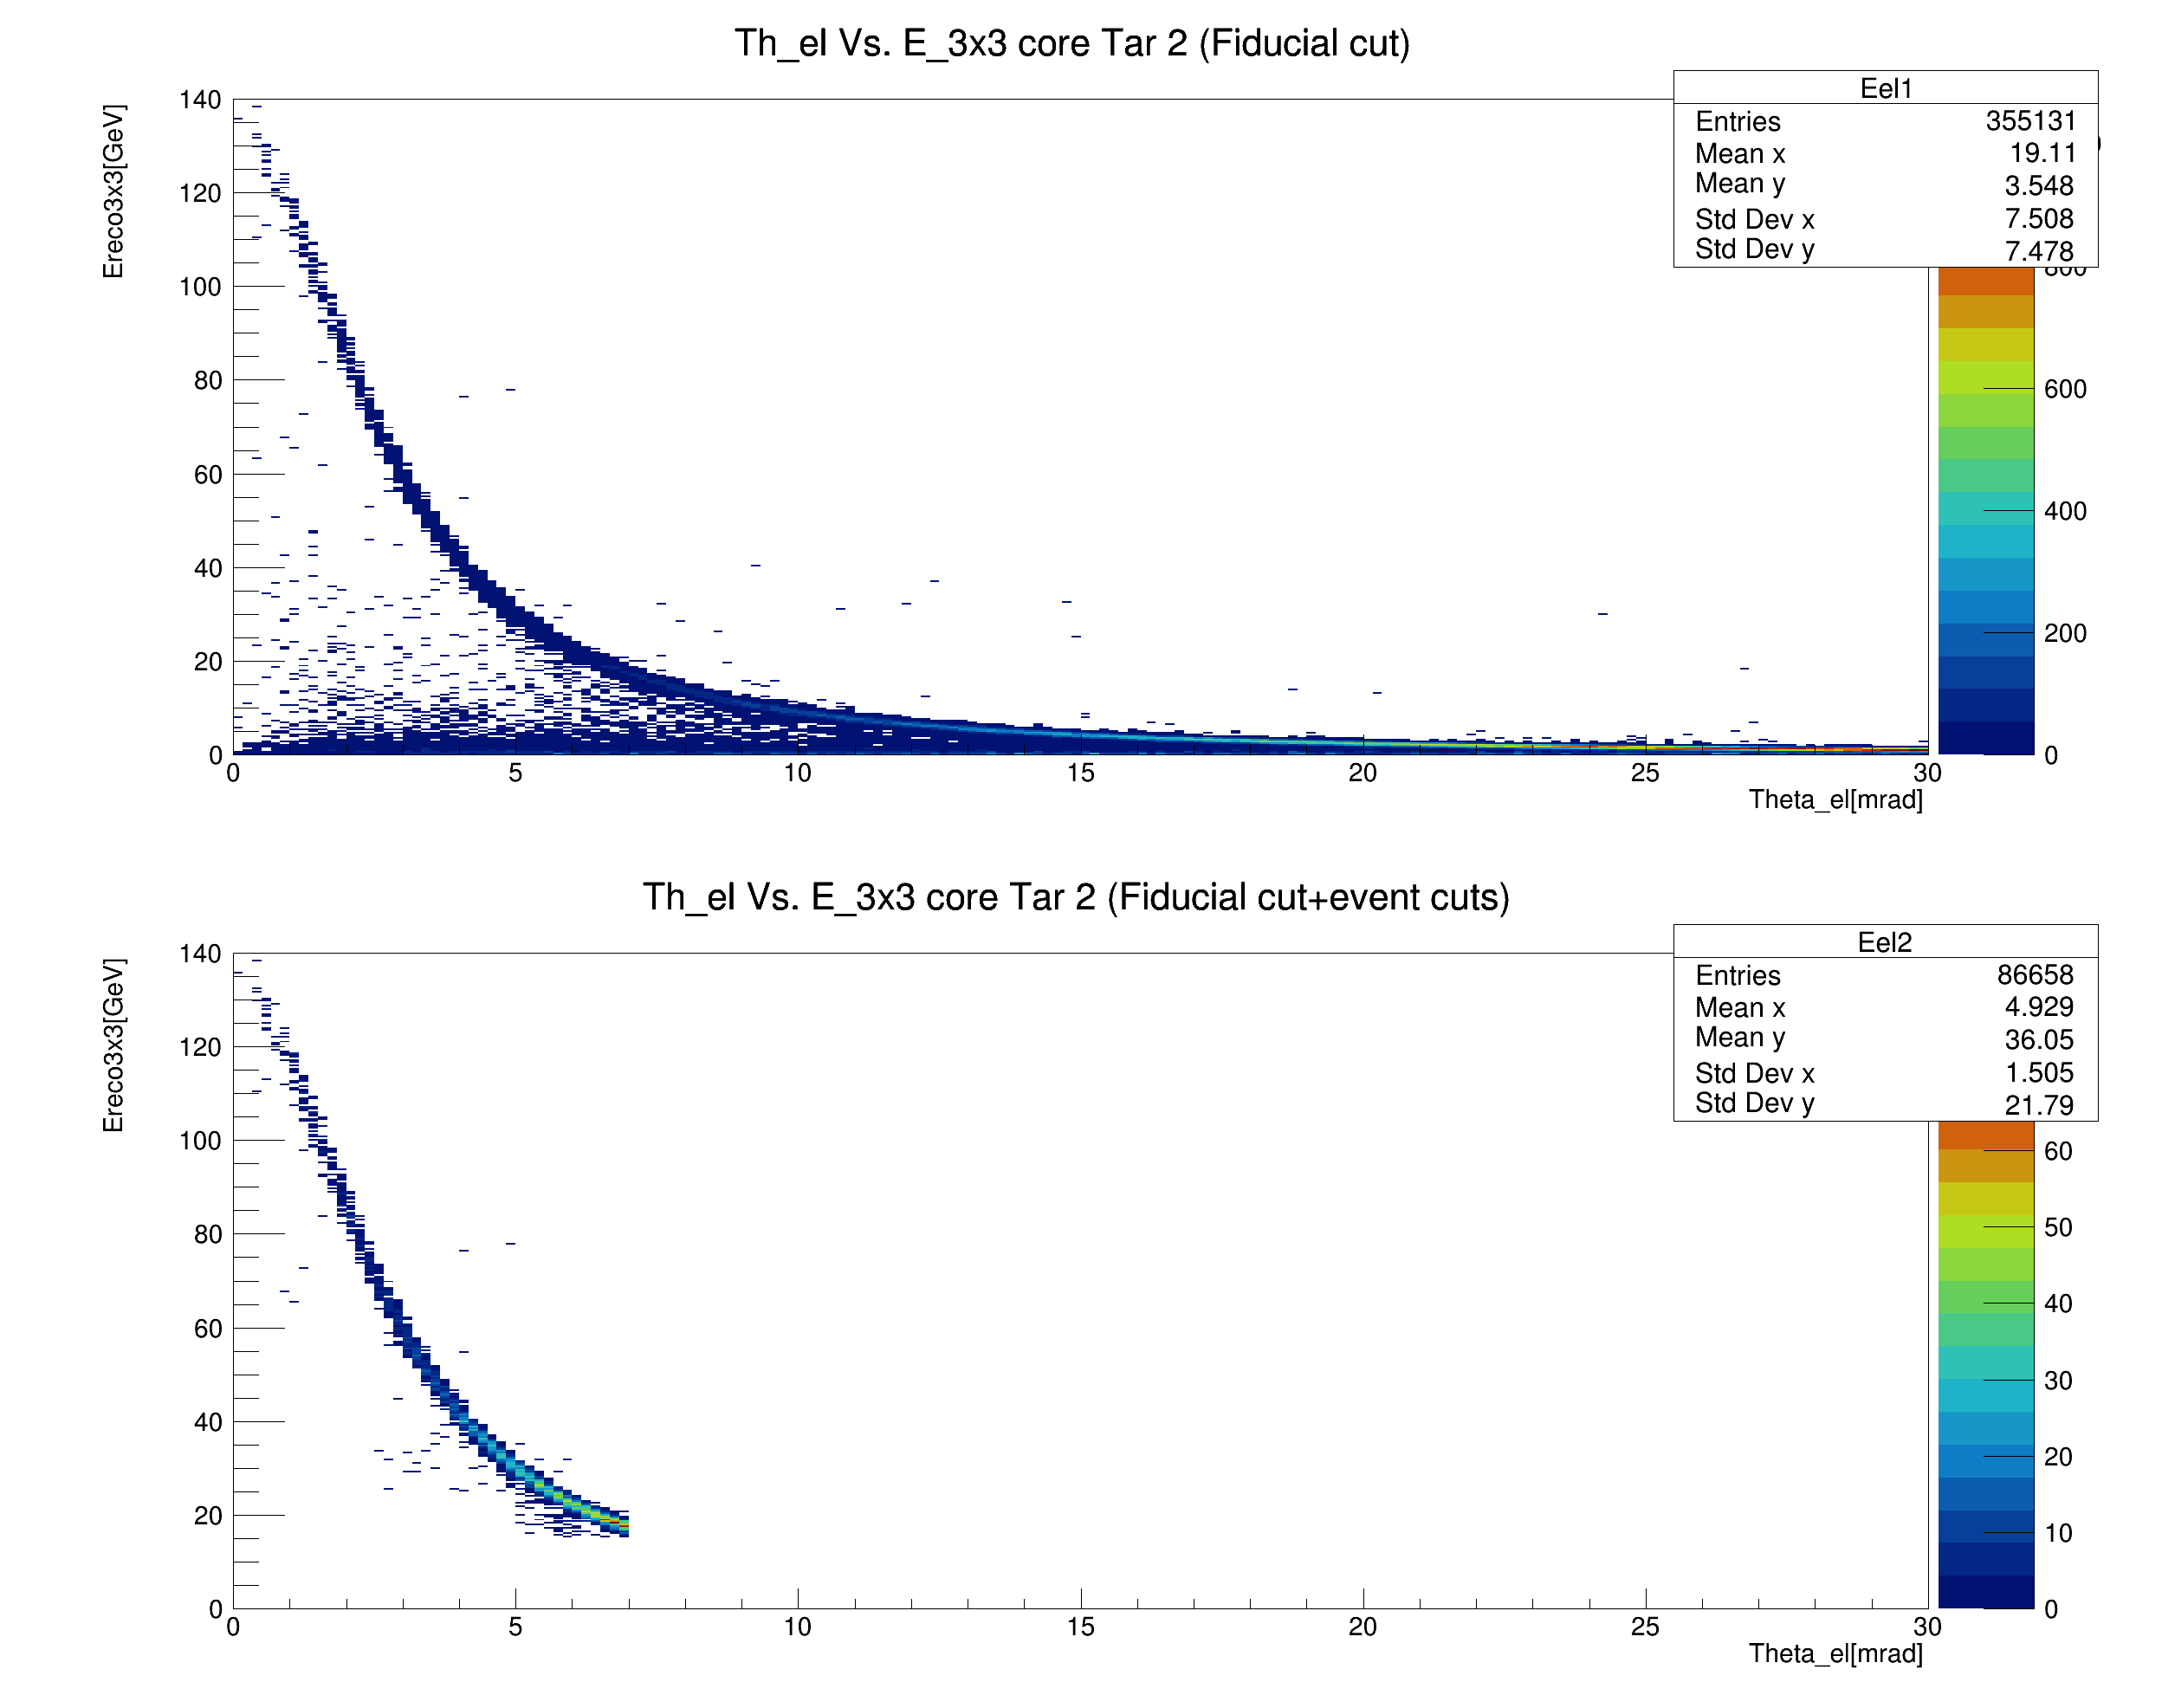 Th_el Vs. E_3x3 core Tar 2 (Fiducial cut)
Ereco3x3[GeV]
Eel1
Entries 355131
Mean x 19.11
Mean y 3.548
Std Dev x 7.508
Std Dev y 7.478
140
120
100
80
60
40
20
0
0 5 10 15 20 25 30
Theta_el[mrad]
800
600
400
200
0
Th_el Vs. E_3x3 core Tar 2 (Fiducial cut+event cuts)
Ereco3x3[GeV]
Eel2
Entries 86658
Mean x 4.929
Mean y 36.05
Std Dev x 1.505
Std Dev y 21.79
140
120
100
80
60
40
20
0
0 5 10 15 20 25 30
Theta_el[mrad]
60
50
40
30
20
10
0